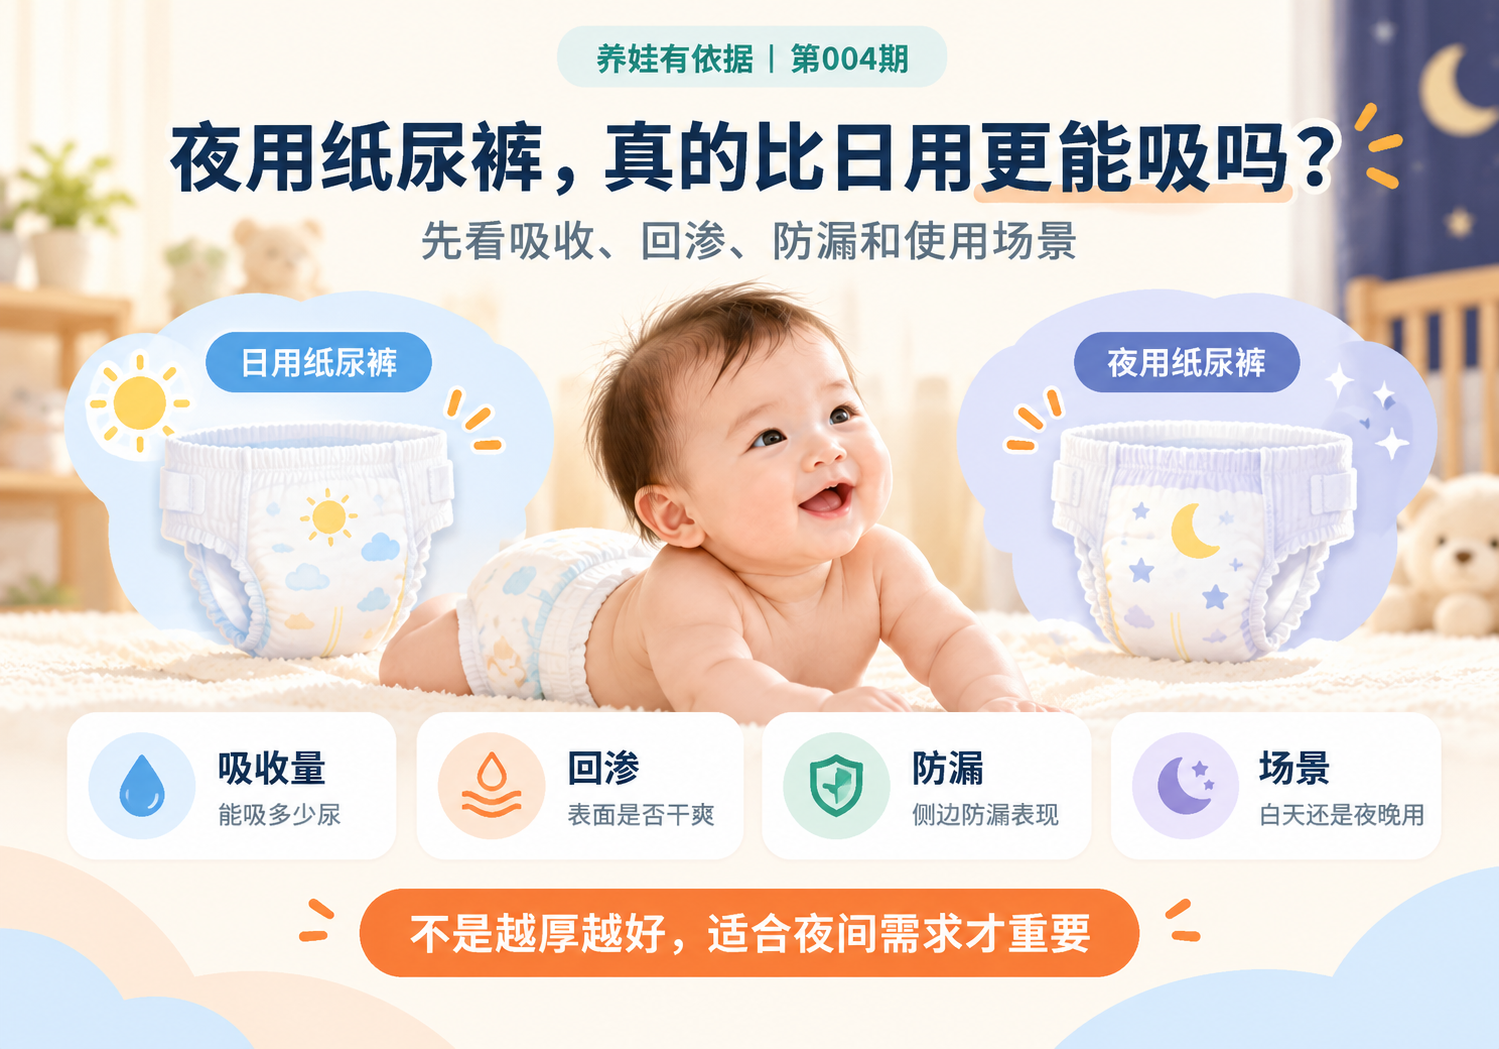 养娃有依据｜第004期
夜用纸尿裤，真的比日用更能吸吗？
先看吸收、回渗、防漏和使用场景
日用纸尿裤
夜用纸尿裤
吸收量
能吸多少尿
回渗
表面是否干爽
防漏
侧边防漏表现
场景
白天还是夜晚用
不是越厚越好，适合夜间需求才重要